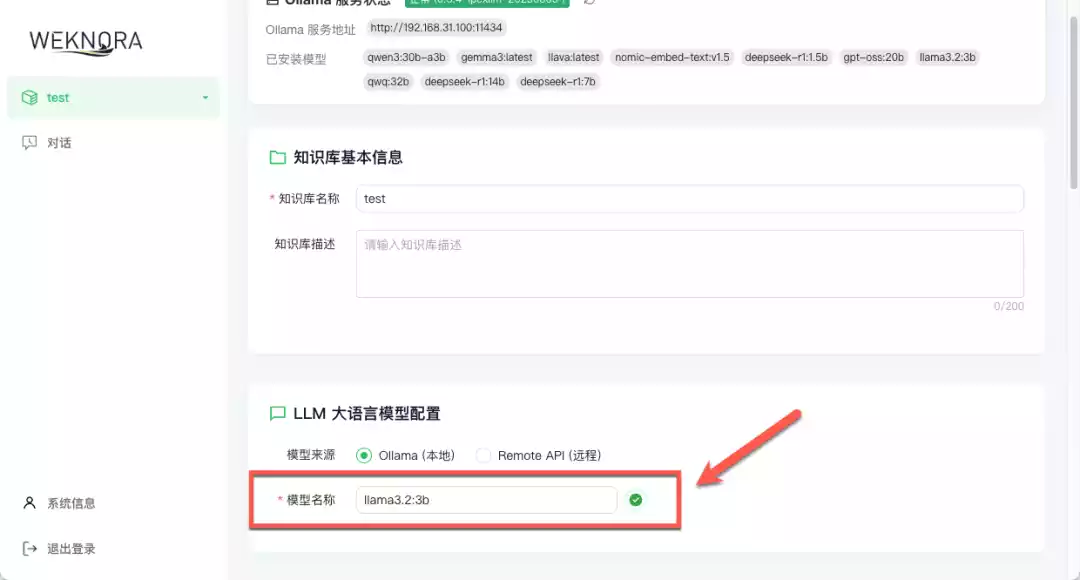 Ollama 服务状态
WEKNORA
Ollama 服务地址 http://192.168.31.100:11434
已安装模型 qwen3:30b-a3b gemma3:latest llava:latest nomic-embed-text:v1.5 deepseek-r1:1.5b gpt-oss:20b llama3.2:3b
qwq:32b deepseek-r1:14b deepseek-r1:7b
test
对话
知识库基本信息
* 知识库名称 test
知识库描述 请输入知识库描述
0/200
LLM 大语言模型配置
模型来源 Ollama (本地) Remote API (远程)
* 模型名称 llama3.2:3b
系统信息
退出登录